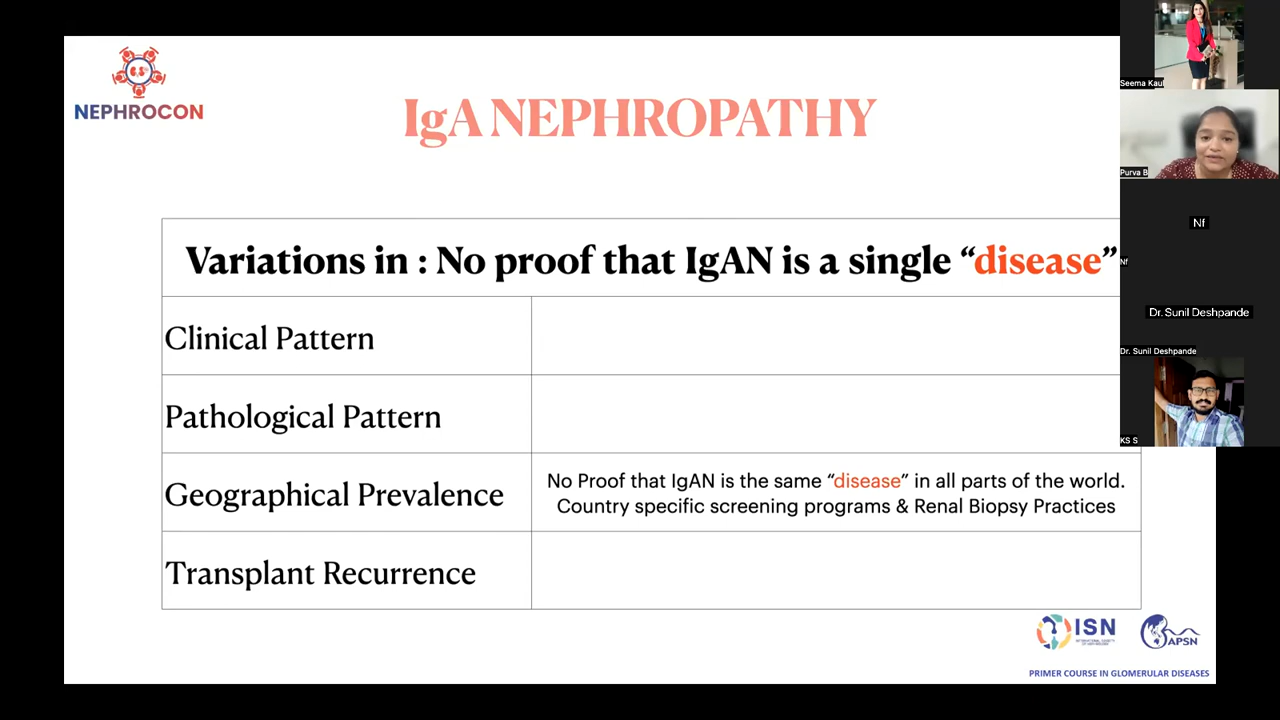 NEPHROCON
IgA NEPHROPATHY
Variations in : No proof that IgAN is a single “disease”
Clinical Pattern
Pathological Pattern
Geographical Prevalence
No Proof that IgAN is the same “disease” in all parts of the world.
Country specific screening programs & Renal Biopsy Practices
Transplant Recurrence
ISN
APSN
PRIMER COURSE IN GLOMERULAR DISEASES
Seema Kaul
Purva B
Nf
Nf
Dr. Sunil Deshpande
Dr. Sunil Deshpande
KS S